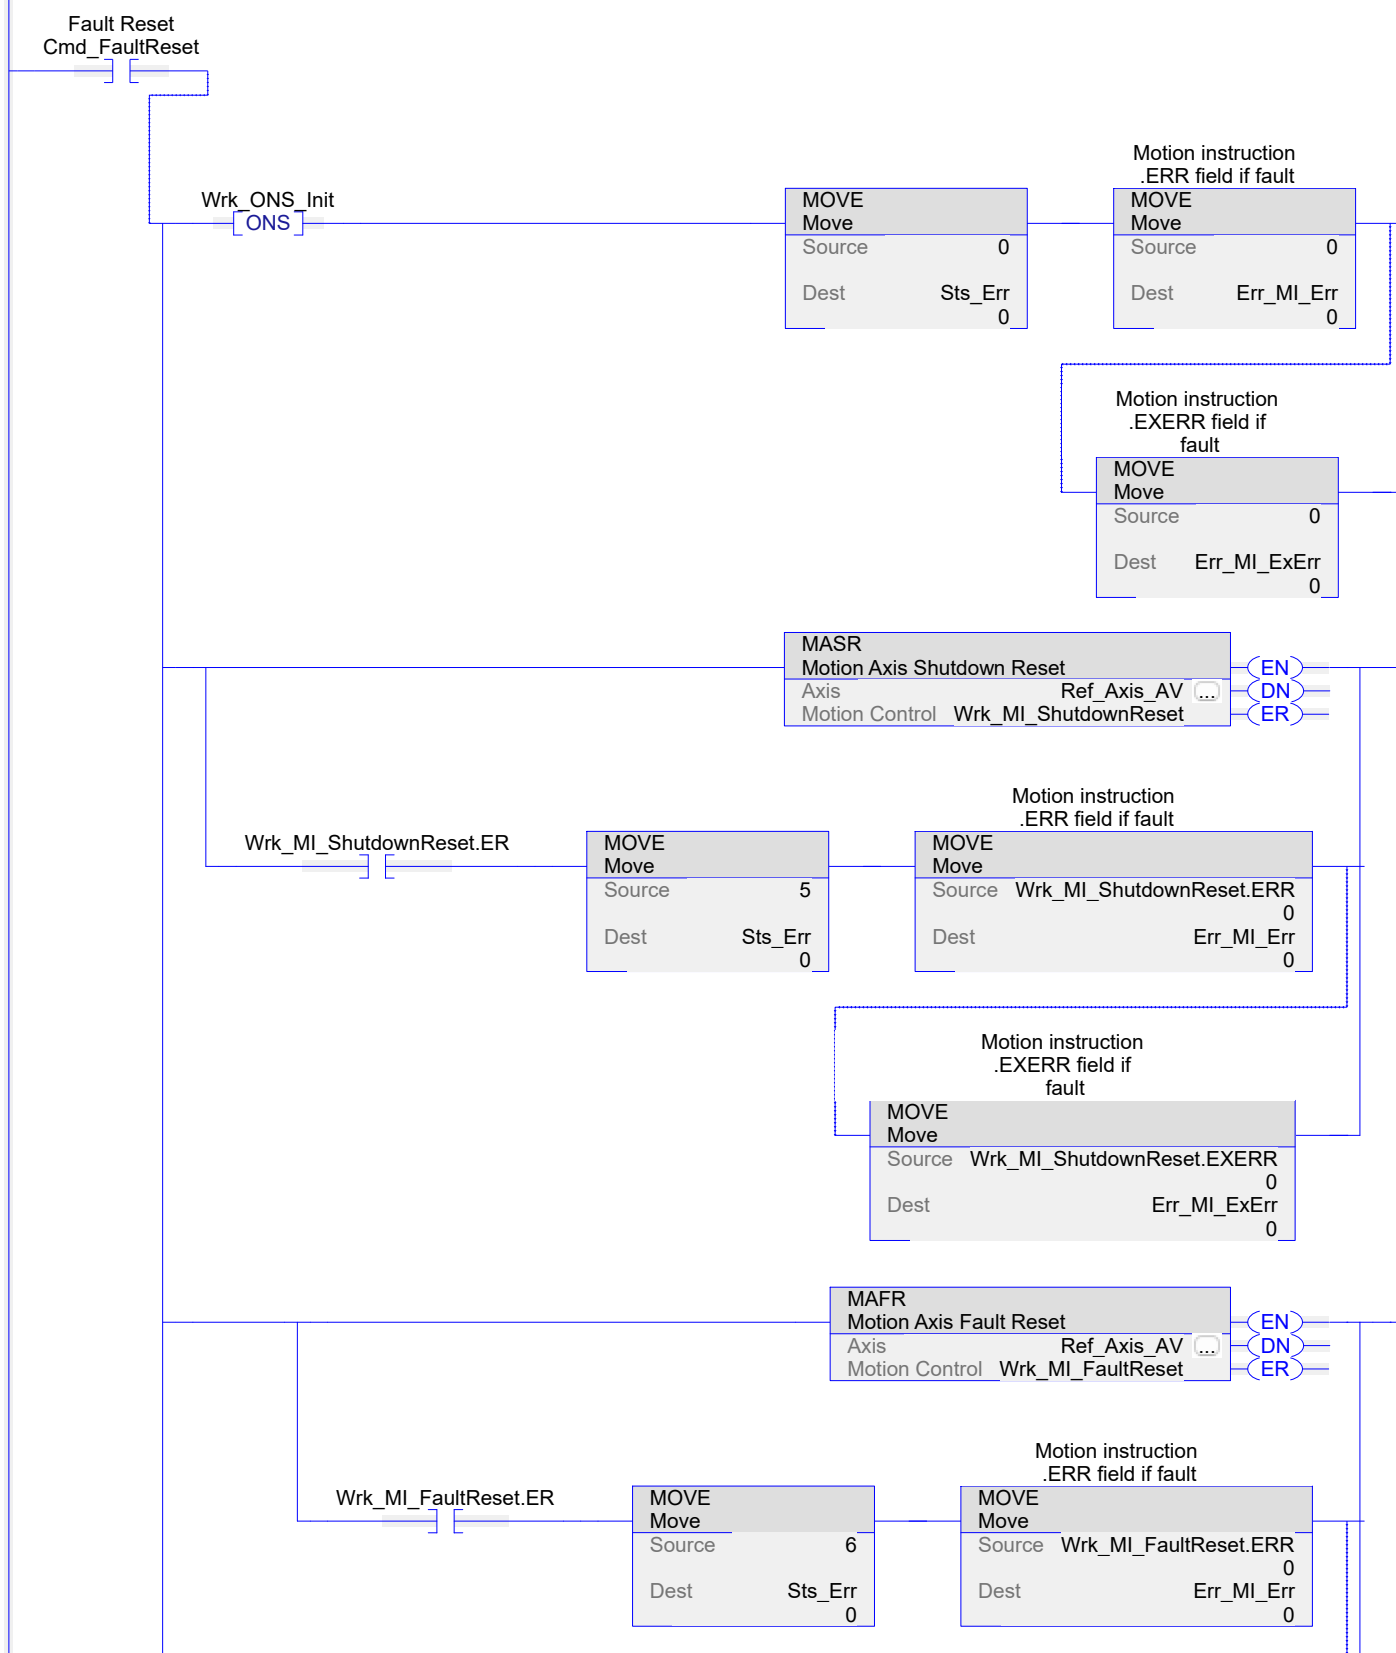 Fault Reset
Cmd_FaultReset
Wrk_ONS_Init
ONS
MOVE
Move
Source 0
Dest Sts_Err
0
Motion instruction
.ERR field if fault
MOVE
Move
Source 0
Dest Err_MI_Err
0
Motion instruction
.EXERR field if
fault
MOVE
Move
Source 0
Dest Err_MI_ExErr
0
MASR
Motion Axis Shutdown Reset
Axis Ref_Axis_AV ...
Motion Control Wrk_MI_ShutdownReset
EN
DN
ER
Wrk_MI_ShutdownReset.ER
MOVE
Move
Source 5
Dest Sts_Err
0
Motion instruction
.ERR field if fault
MOVE
Move
Source Wrk_MI_ShutdownReset.ERR
0
Dest Err_MI_Err
0
Motion instruction
.EXERR field if
fault
MOVE
Move
Source Wrk_MI_ShutdownReset.EXERR
0
Dest Err_MI_ExErr
0
MAFR
Motion Axis Fault Reset
Axis Ref_Axis_AV ...
Motion Control Wrk_MI_FaultReset
EN
DN
ER
Wrk_MI_FaultReset.ER
MOVE
Move
Source 6
Dest Sts_Err
0
Motion instruction
.ERR field if fault
MOVE
Move
Source Wrk_MI_FaultReset.ERR
0
Dest Err_MI_Err
0